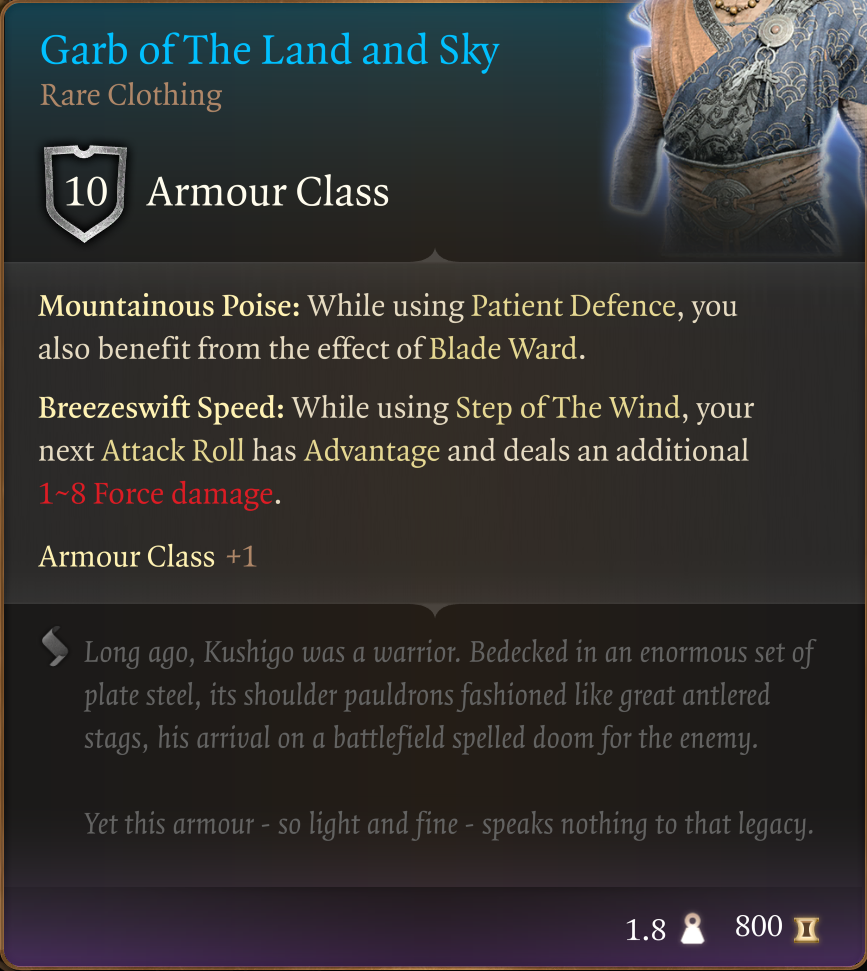 Garb of The Land and Sky
Rare Clothing
10 Armour Class
Mountainous Poise: While using Patient Defence, you
also benefit from the effect of Blade Ward.
Breezeswift Speed: While using Step of The Wind, your
next Attack Roll has Advantage and deals an additional
1~8 Force damage.
Armour Class +1
Long ago, Kushigo was a warrior. Bedecked in an enormous set of
plate steel, its shoulder pauldrons fashioned like great antlered
stags, his arrival on a battlefield spelled doom for the enemy.
Yet this armour - so light and fine - speaks nothing to that legacy.
1.8 800